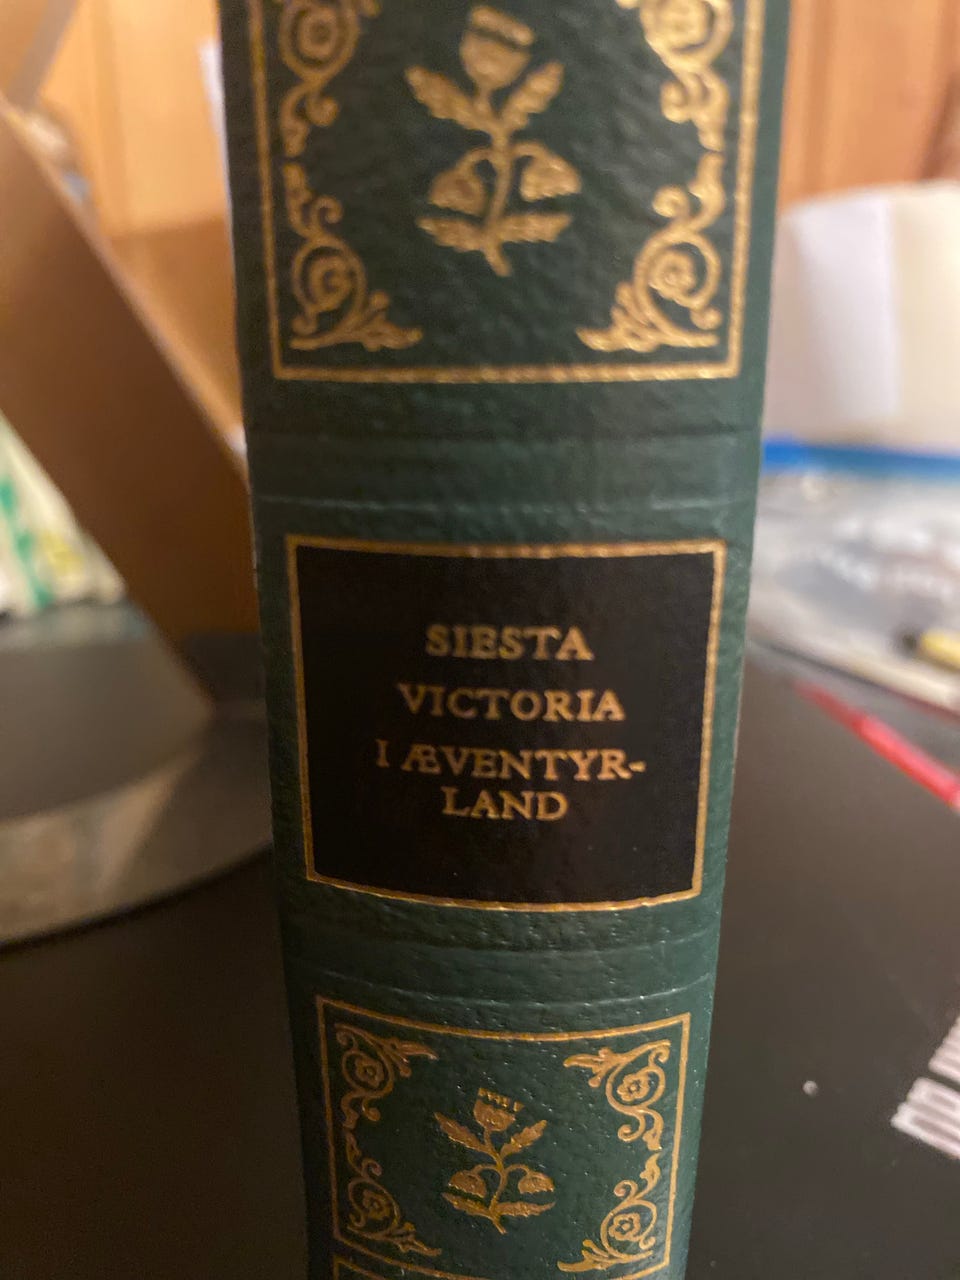 SIESTA
VICTORIA
I ÆVENTYR-
LAND